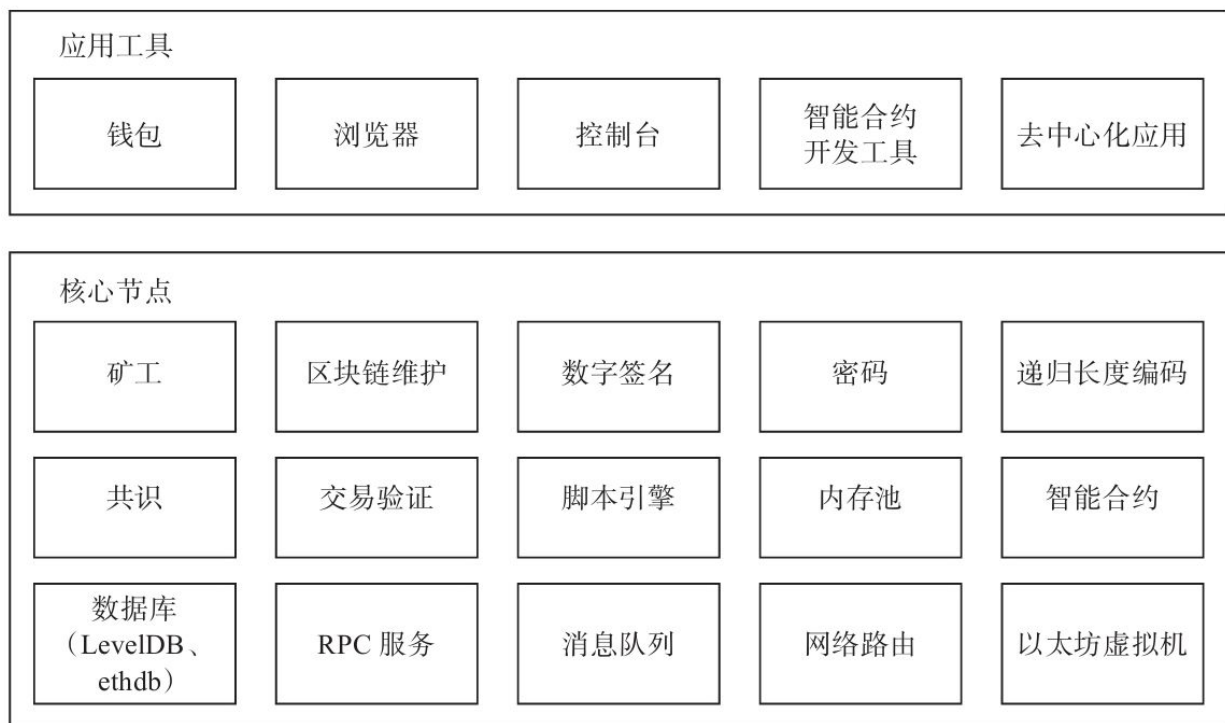 应用工具
钱包
浏览器
控制台
智能合约
开发工具
去中心化应用
核心节点
矿工
区块链维护
数字签名
密码
递归长度编码
共识
交易验证
脚本引擎
内存池
智能合约
数据库
（LevelDB、
ethdb）
RPC 服务
消息队列
网络路由
以太坊虚拟机